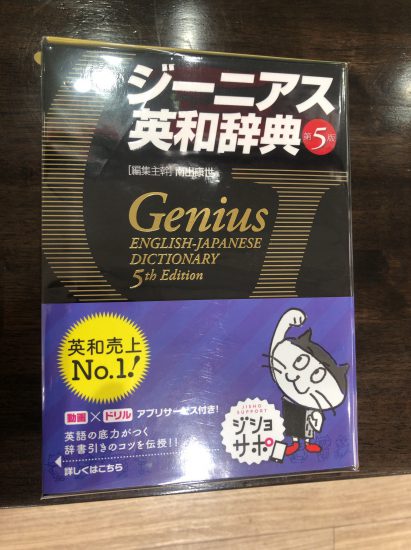 ジーニアス
英和辞典 第5版
[編集主幹] 南出康世
Genius
ENGLISH-JAPANESE
DICTIONARY
5th Edition
英和売上
No.1!
動画×ドリル アプリサービス付き!
英語の底力がつく
辞書引きのコツを伝授!!
詳しくはこちら
JISHO SUPPORT
ジショ
サポ